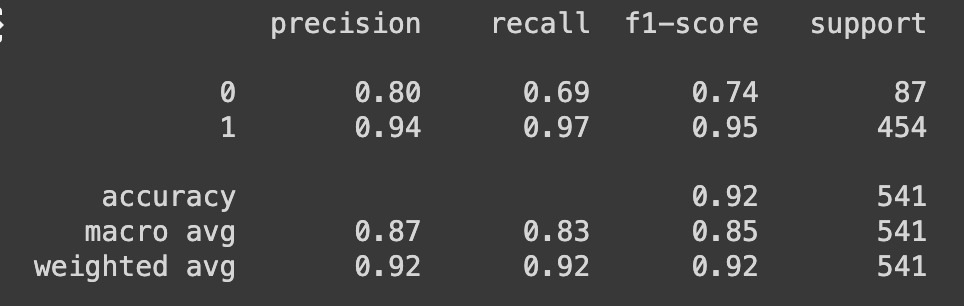 precision recall f1-score support
0 0.80 0.69 0.74 87
1 0.94 0.97 0.95 454
accuracy 0.92 541
macro avg 0.87 0.83 0.85 541
weighted avg 0.92 0.92 0.92 541